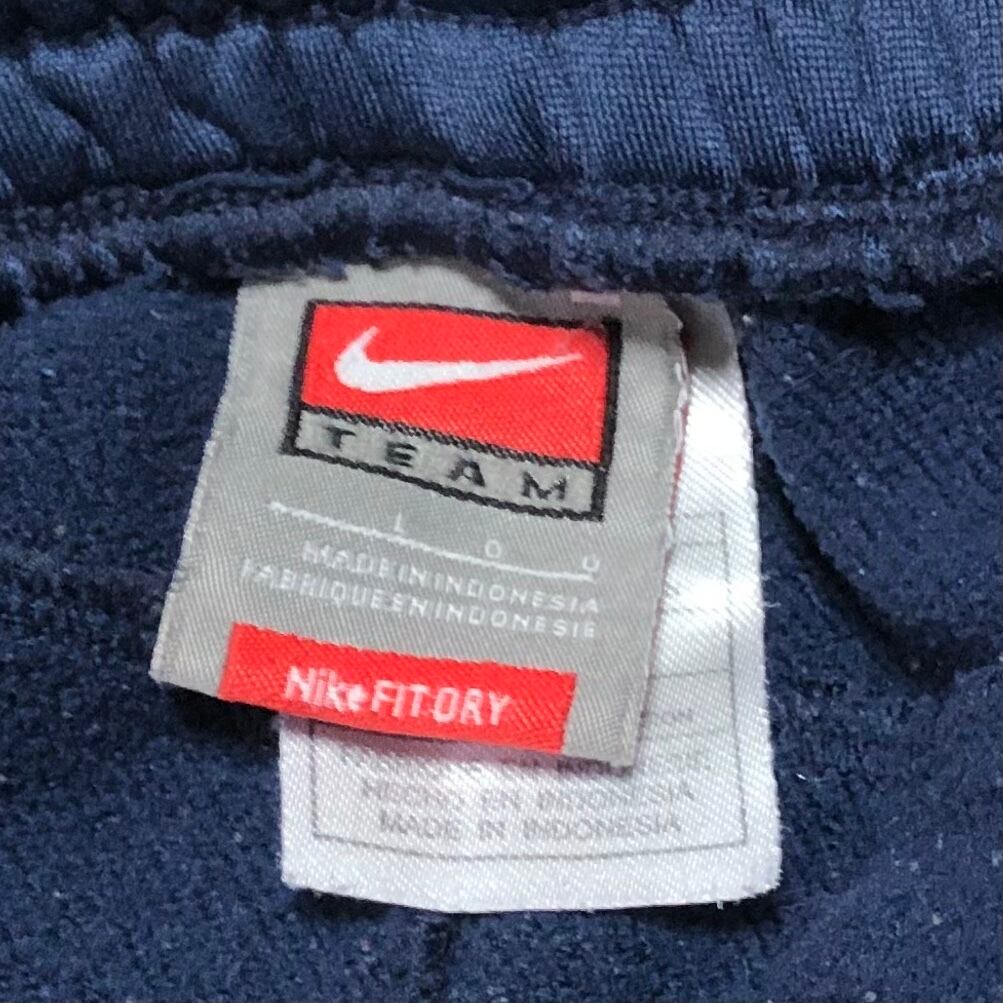 TEAM
L G G
MADE IN INDONESIA
FABRIQUE EN INDONESIE
Nike FIT DRY
HECHO EN INDONESIA
MADE IN INDONESIA